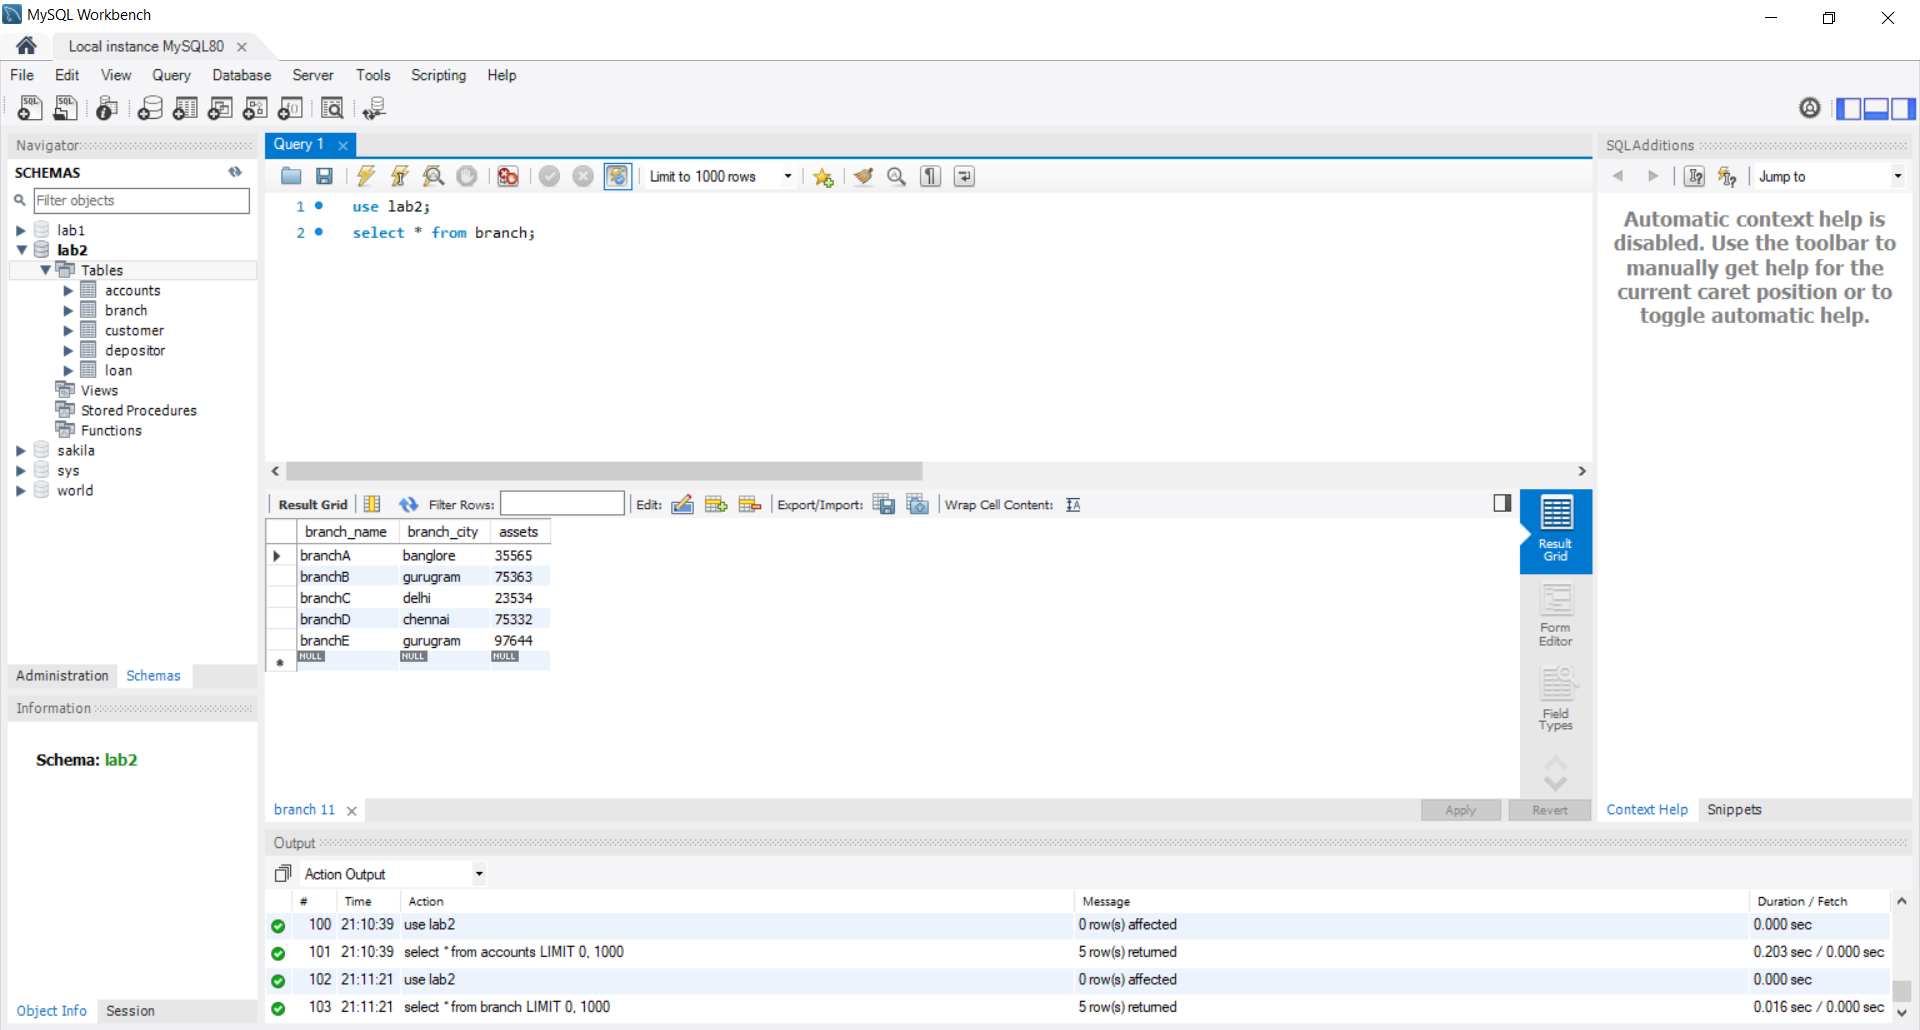 MySQL Workbench
Local instance MySQL80
File Edit View Query Database Server Tools Scripting Help
Navigator
SCHEMAS
Filter objects
lab1
lab2
Tables
accounts
branch
customer
depositor
loan
Views
Stored Procedures
Functions
sakila
sys
world
Administration Schemas
Information
Schema: lab2
Object Info Session
Query 1
Limit to 1000 rows
1 use lab2;
2 select * from branch;
Result Grid Filter Rows: Edit: Export/Import: Wrap Cell Content:
branch_name branch_city assets
branchA banglore 35565
branchB gurugram 75363
branchC delhi 23534
branchD chennai 75332
branchE gurugram 97644
NULL NULL NULL
Result
Grid
Form
Editor
Field
Types
branch 11
Apply Revert
SQLAdditions
Jump to
Automatic context help is
disabled. Use the toolbar to
manually get help for the
current caret position or to
toggle automatic help.
Context Help Snippets
Output
Action Output
# Time Action Message Duration / Fetch
100 21:10:39 use lab2 0 row(s) affected 0.000 sec
101 21:10:39 select * from accounts LIMIT 0, 1000 5 row(s) returned 0.203 sec / 0.000 sec
102 21:11:21 use lab2 0 row(s) affected 0.000 sec
103 21:11:21 select * from branch LIMIT 0, 1000 5 row(s) returned 0.016 sec / 0.000 sec